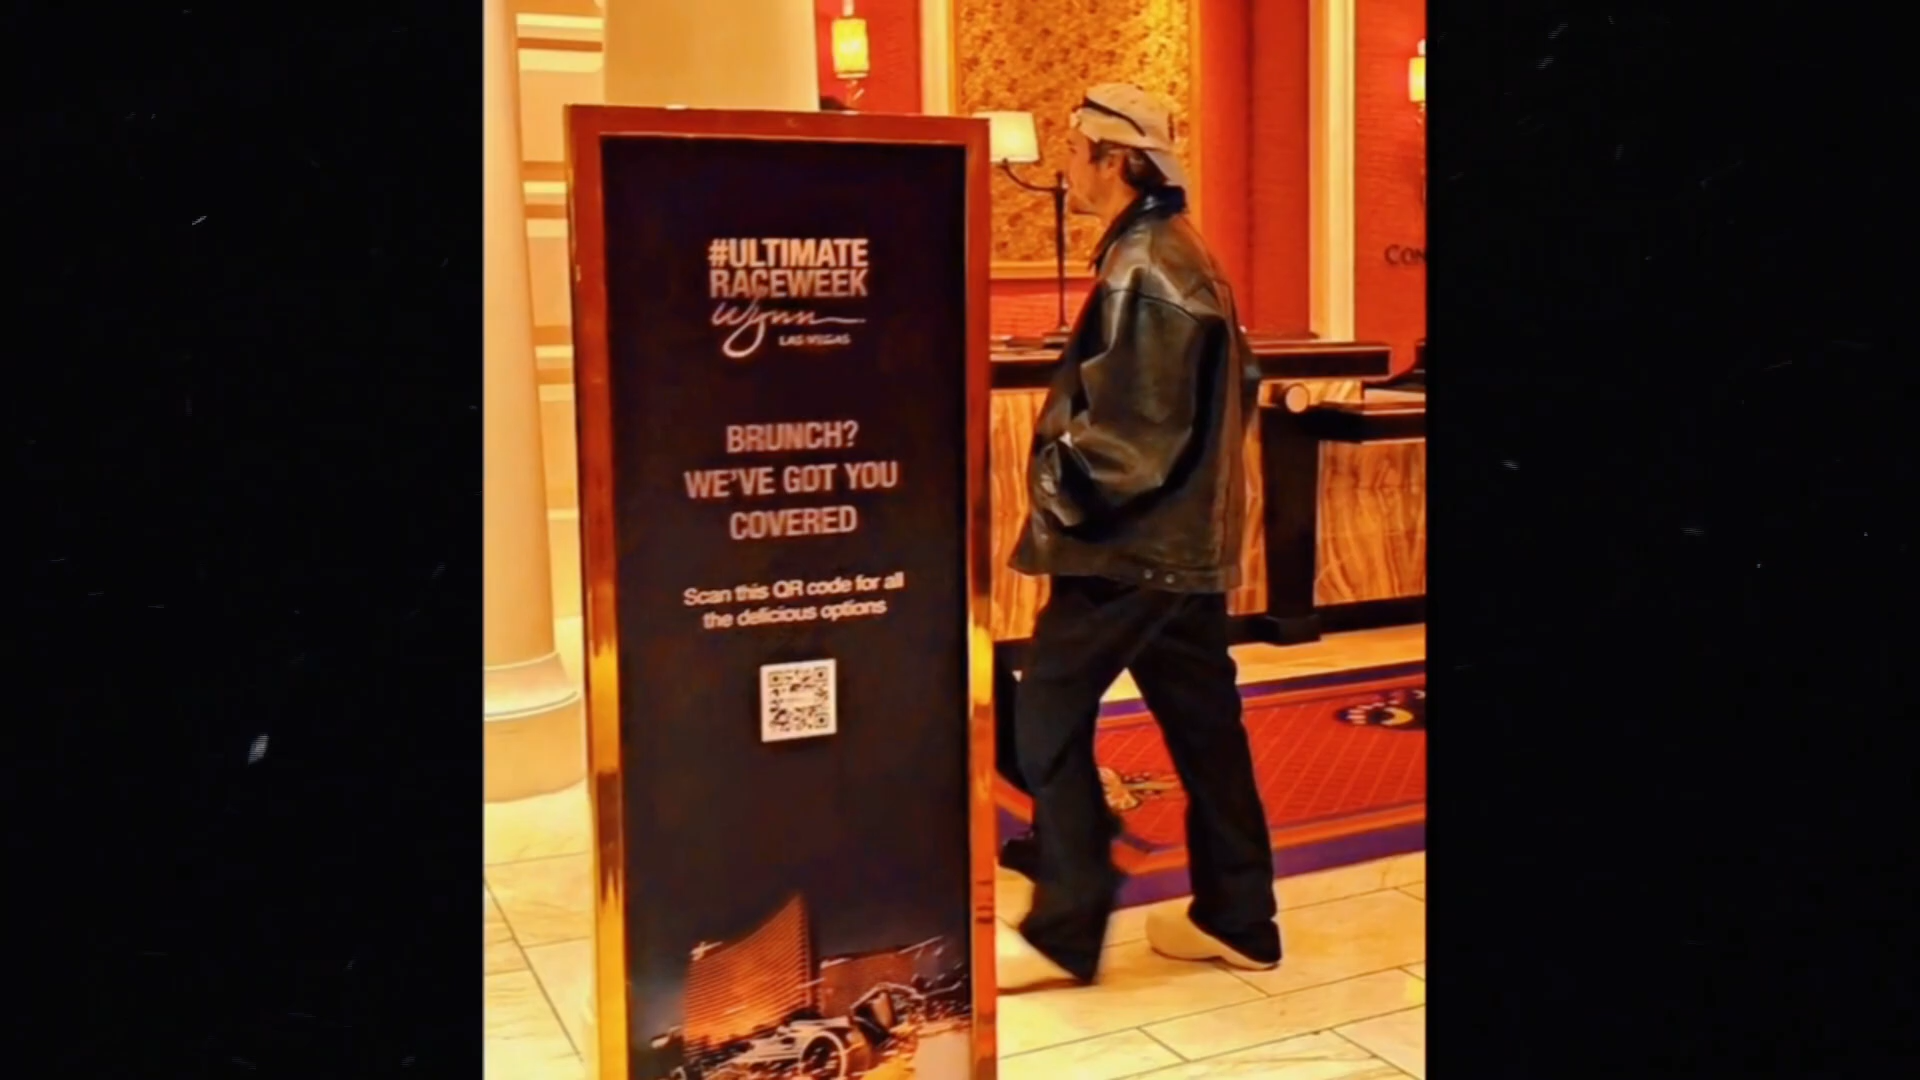 #ULTIMATE
RACEWEEK
Wynn
LAS VEGAS
BRUNCH?
WE'VE GOT YOU
COVERED
Scan this QR code for all
the delicious options